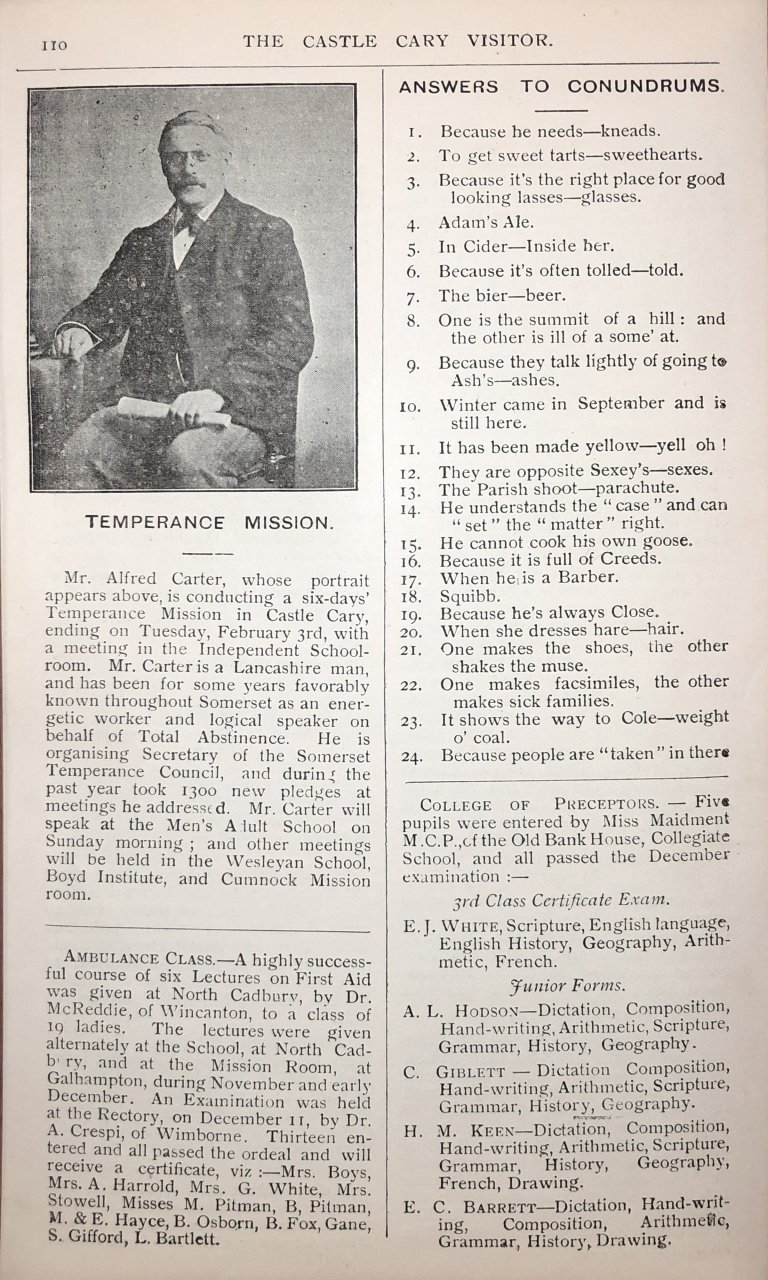 110
THE CASTLE CARY VISITOR.
TEMPERANCE MISSION.
Mr. Alfred Carter, whose portrait
appears above, is conducting a six-days'
Temperance Mission in Castle Cary,
ending on Tuesday, February 3rd, with
a meeting in the Independent School-
room. Mr. Carter is a Lancashire man,
and has been for some years favorably
known throughout Somerset as an ener-
getic worker and logical speaker on
behalf of Total Abstinence. He is
organising Secretary of the Somerset
Temperance Council, and during the
past year took 1300 new pledges at
meetings he addressed. Mr. Carter will
speak at the Men's Adult School on
Sunday morning ; and other meetings
will be held in the Wesleyan School,
Boyd Institute, and Cumnock Mission
room.
AMBULANCE CLASS.—A highly success-
ful course of six Lectures on First Aid
was given at North Cadbury, by Dr.
McReddie, of Wincanton, to a class of
19 ladies. The lectures were given
alternately at the School, at North Cad-
bury, and at the Mission Room, at
Galhampton, during November and early
December. An Examination was held
at the Rectory, on December 11, by Dr.
A. Crespi, of Wimborne. Thirteen en-
tered and all passed the ordeal and will
receive a certificate, viz :—Mrs. Boys,
Mrs. A. Harrold, Mrs. G. White, Mrs.
Stowell, Misses M. Pitman, B, Pitman,
M. & E. Hayce, B. Osborn, B. Fox, Gane,
S. Gifford, L. Bartlett.
ANSWERS TO CONUNDRUMS.
1. Because he needs—kneads.
2. To get sweet tarts—sweethearts.
3. Because it's the right place for good
looking lasses—glasses.
4. Adam's Ale.
5. In Cider—Inside her.
6. Because it's often tolled—told.
7. The bier—beer.
8. One is the summit of a hill : and
the other is ill of a some' at.
9. Because they talk lightly of going to
Ash's—ashes.
10. Winter came in September and is
still here.
11. It has been made yellow—yell oh !
12. They are opposite Sexey's—sexes.
13. The Parish shoot—parachute.
14. He understands the "case" and can
"set" the "matter" right.
15. He cannot cook his own goose.
16. Because it is full of Creeds.
17. When he is a Barber.
18. Squibb.
19. Because he's always Close.
20. When she dresses hare—hair.
21. One makes the shoes, the other
shakes the muse.
22. One makes facsimiles, the other
makes sick families.
23. It shows the way to Cole—weight
o' coal.
24. Because people are "taken" in there
COLLEGE OF PRECEPTORS. — Five
pupils were entered by Miss Maidment
M.C.P.,of the Old Bank House, Collegiate
School, and all passed the December
examination :—
3rd Class Certificate Exam.
E. J. WHITE, Scripture, English language,
English History, Geography, Arith-
metic, French.
Junior Forms.
A. L. HODSON—Dictation, Composition,
Hand-writing, Arithmetic, Scripture,
Grammar, History, Geography.
C. GIBLETT — Dictation Composition,
Hand-writing, Arithmetic, Scripture,
Grammar, History, Geography.
H. M. KEEN—Dictation, Composition,
Hand-writing, Arithmetic, Scripture,
Grammar, History, Geography,
French, Drawing.
E. C. BARRETT—Dictation, Hand-writ-
ing, Composition, Arithmetic,
Grammar, History, Drawing.